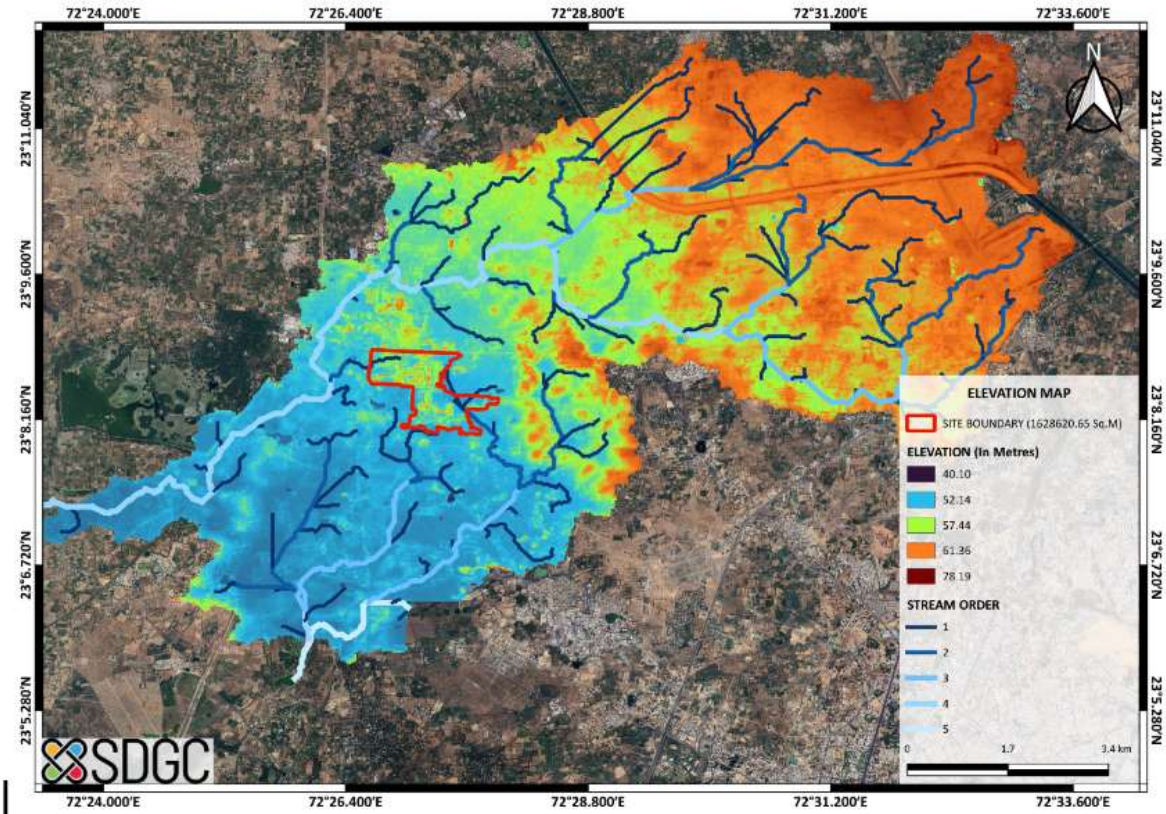 72°24.000'E 72°26.400'E 72°28.800'E 72°31.200'E 72°33.600'E
N
23°11.040'N 23°11.040'N
23°9.600'N 23°9.600'N
23°8.160'N 23°8.160'N
23°6.720'N 23°6.720'N
23°5.280'N 23°5.280'N
ELEVATION MAP
SITE BOUNDARY (1628620.65 Sq.M)
ELEVATION (In Metres)
40.10
52.14
57.44
61.36
78.19
STREAM ORDER
1
2
3
4
5
0 1.7 3.4 km
SDGC
72°24.000'E 72°26.400'E 72°28.800'E 72°31.200'E 72°33.600'E